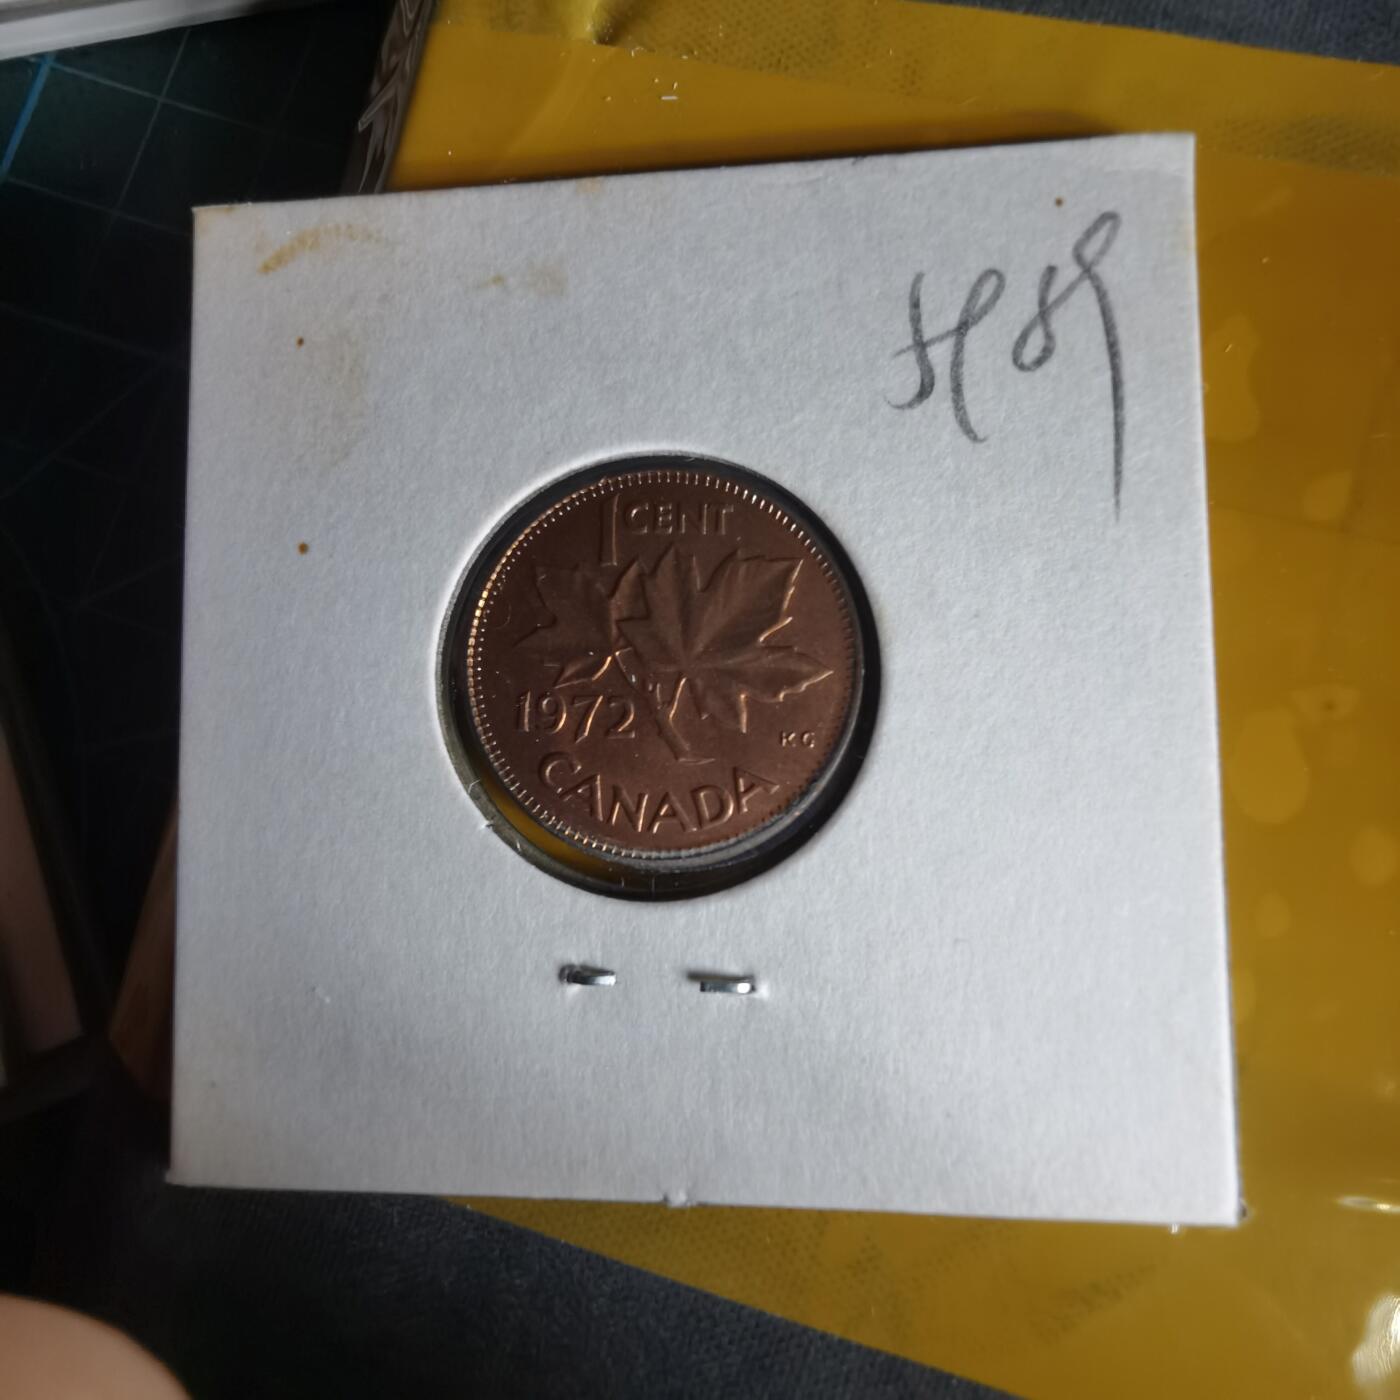 1 CENT
1972
KG
CANADA